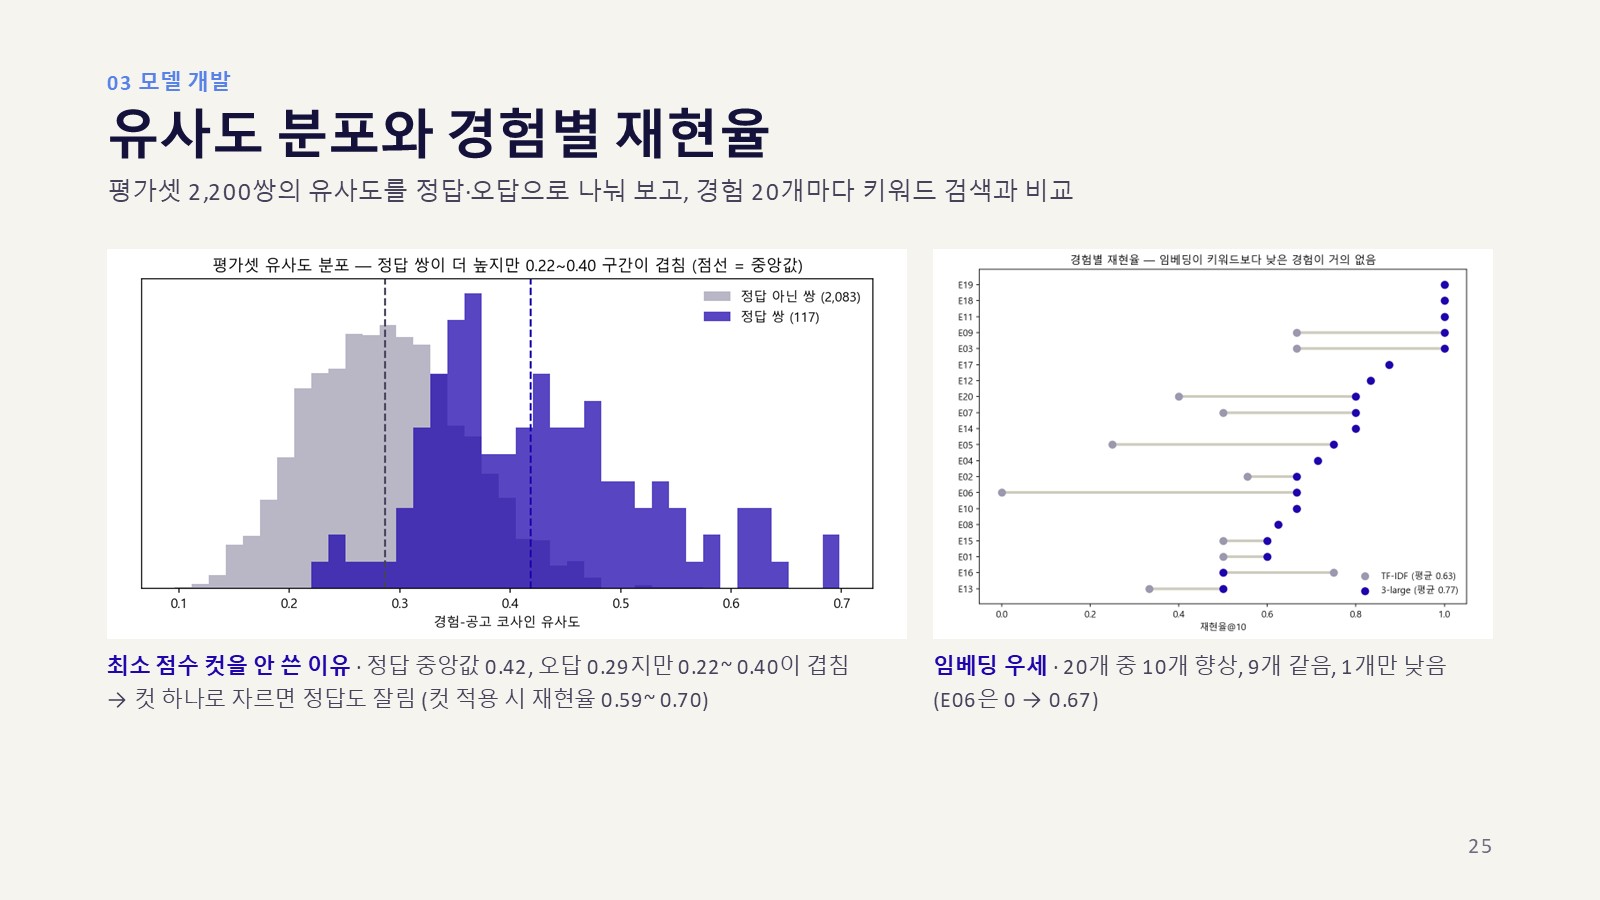 03 모델 개발
유사도 분포와 경험별 재현율
평가셋 2,200쌍의 유사도를 정답·오답으로 나눠 보고, 경험 20개마다 키워드 검색과 비교
평가셋 유사도 분포 — 정답 쌍이 더 높지만 0.22~0.40 구간이 겹침 (점선 = 중앙값)
정답 아닌 쌍 (2,083)
정답 쌍 (117)
0.1 0.2 0.3 0.4 0.5 0.6 0.7
경험-공고 코사인 유사도
최소 점수 컷을 안 쓴 이유 · 정답 중앙값 0.42, 오답 0.29지만 0.22~0.40이 겹침
→ 컷 하나로 자르면 정답도 잘림 (컷 적용 시 재현율 0.59~0.70)
경험별 재현율 — 임베딩이 키워드보다 낮은 경험이 거의 없음
E19
E18
E11
E09
E03
E17
E12
E20
E07
E14
E05
E04
E02
E06
E10
E08
E15
E01
E16
E13
TF-IDF (평균 0.63)
3-large (평균 0.77)
0.0 0.2 0.4 0.6 0.8 1.0
재현율@10
임베딩 우세 · 20개 중 10개 향상, 9개 같음, 1개만 낮음
(E06은 0 → 0.67)
25